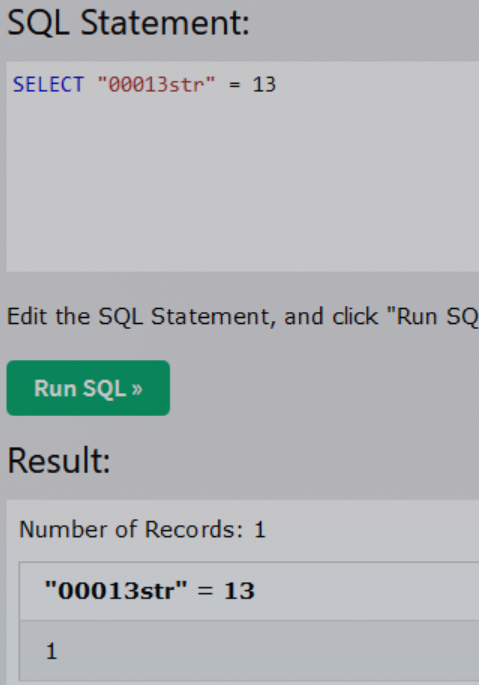 SQL Statement:
SELECT "00013str" = 13
Edit the SQL Statement, and click "Run SQ
Run SQL »
Result:
Number of Records: 1
"00013str" = 13
1